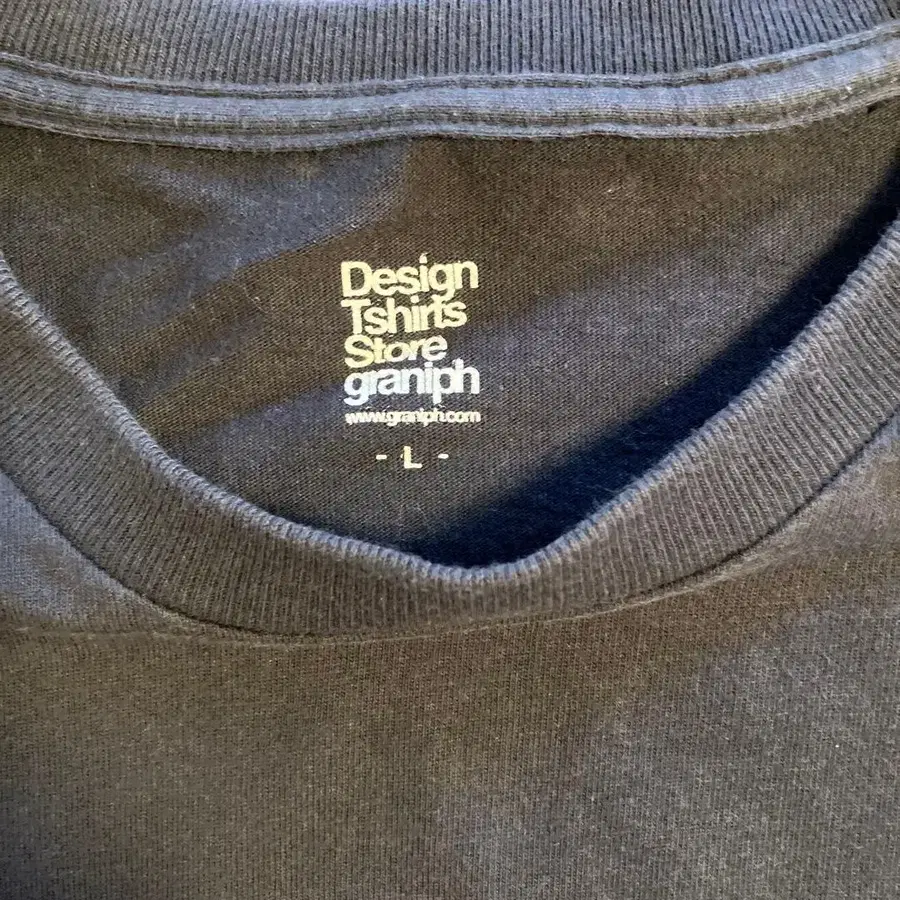 Design
Tshirts
Store
graniph
www.graniph.com
- L -